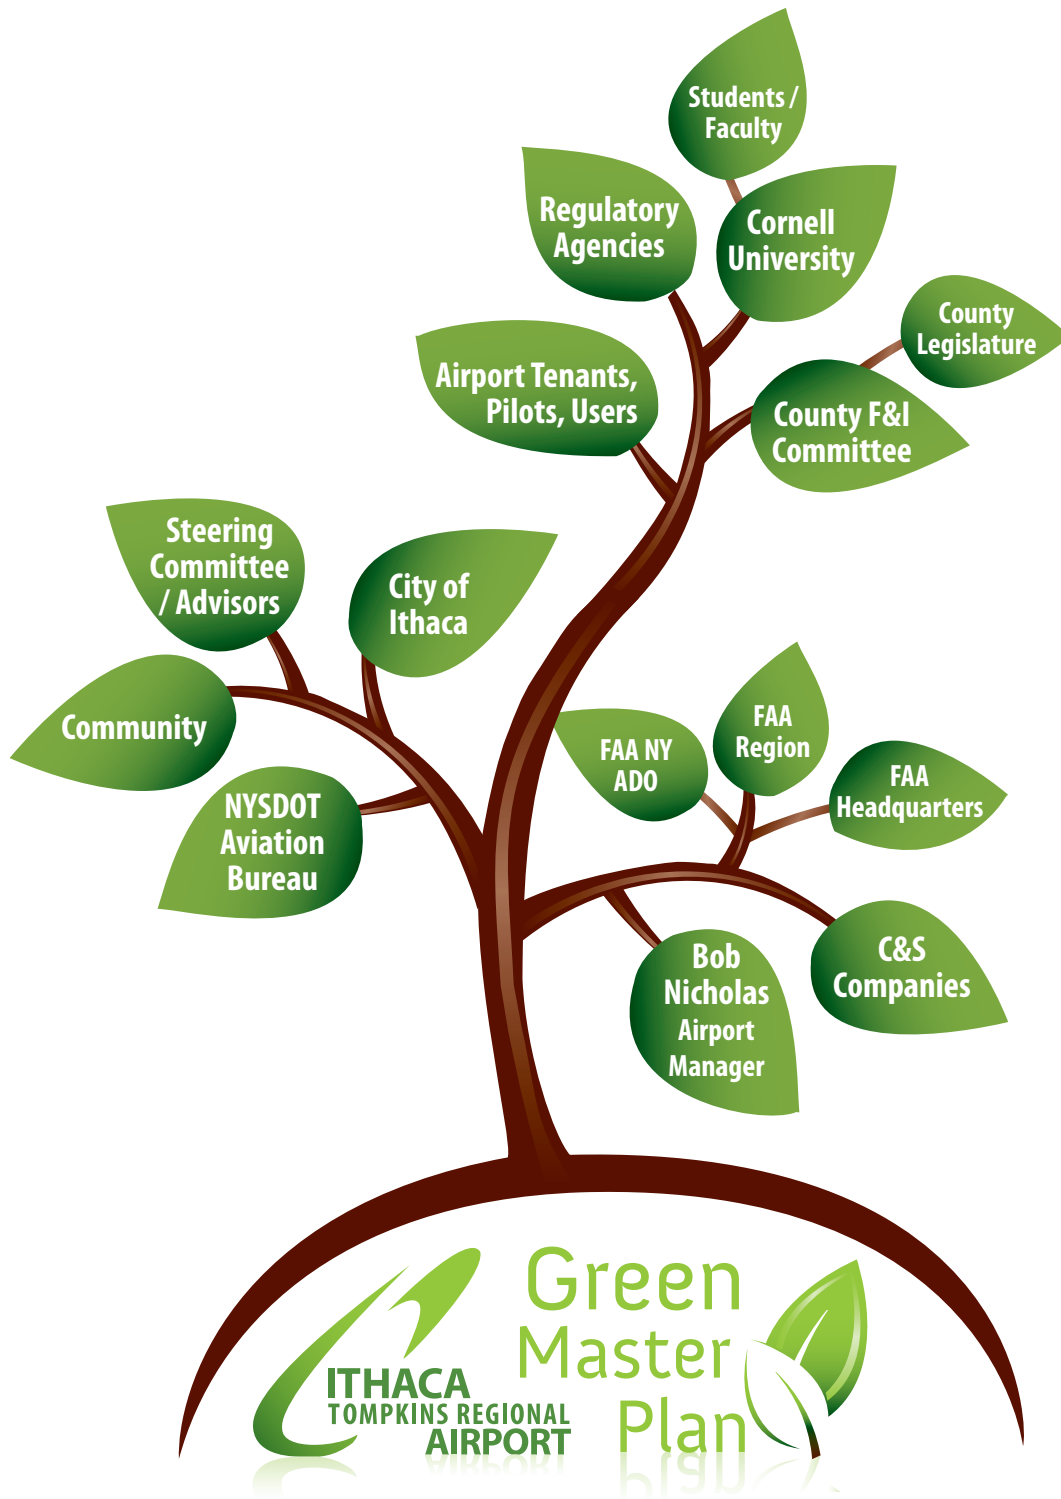 Students /
Faculty
Regulatory
Agencies
Cornell
University
County
Legislature
Airport Tenants,
Pilots, Users
County F&I
Committee
Steering
Committee
/ Advisors
City of
Ithaca
Community
FAA NY
ADO
FAA
Region
FAA
Headquarters
NYSDOT
Aviation
Bureau
Bob
Nicholas
Airport
Manager
C&S
Companies
ITHACA
TOMPKINS REGIONAL
AIRPORT
Green
Master
Plan